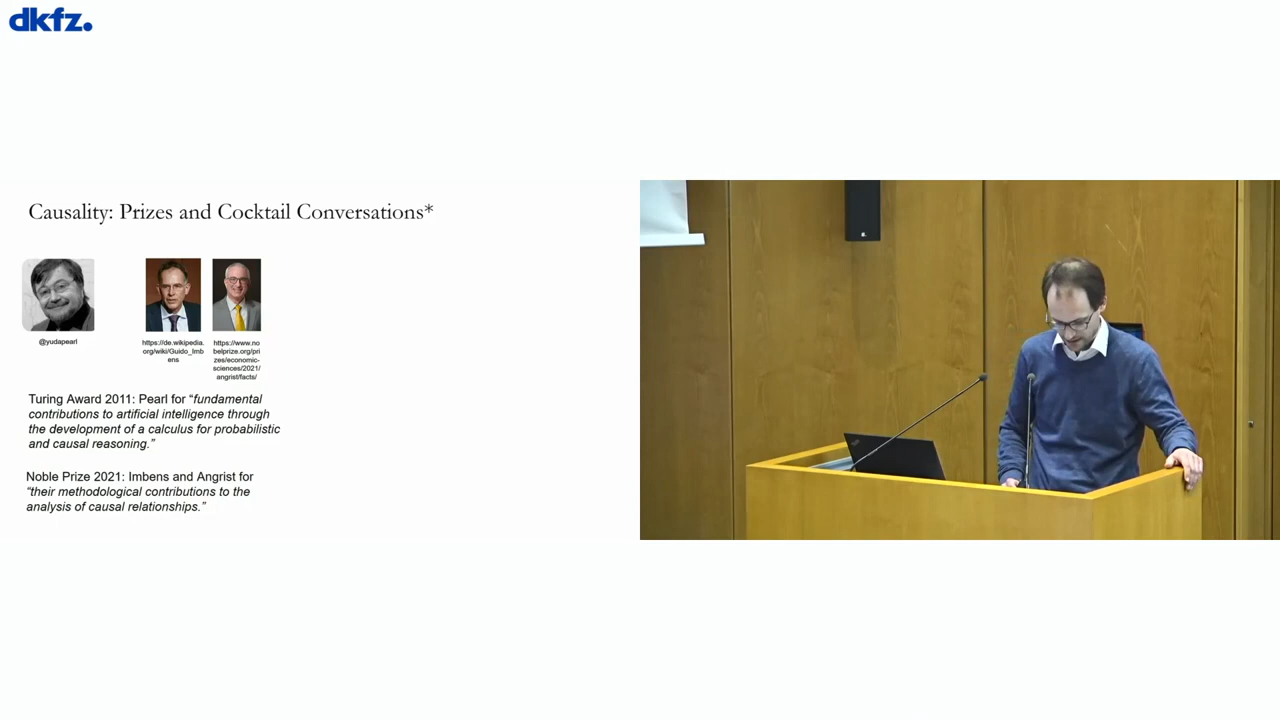 dkfz.
Causality: Prizes and Cocktail Conversations*
@yudapearl
https://de.wikipedia.
org/wiki/Guido_Imb
ens
https://www.no
belprize.org/pri
zes/economic-
sciences/2021/
angrist/facts/
Turing Award 2011: Pearl for “fundamental
contributions to artificial intelligence through
the development of a calculus for probabilistic
and causal reasoning.”
Noble Prize 2021: Imbens and Angrist for
“their methodological contributions to the
analysis of causal relationships.”